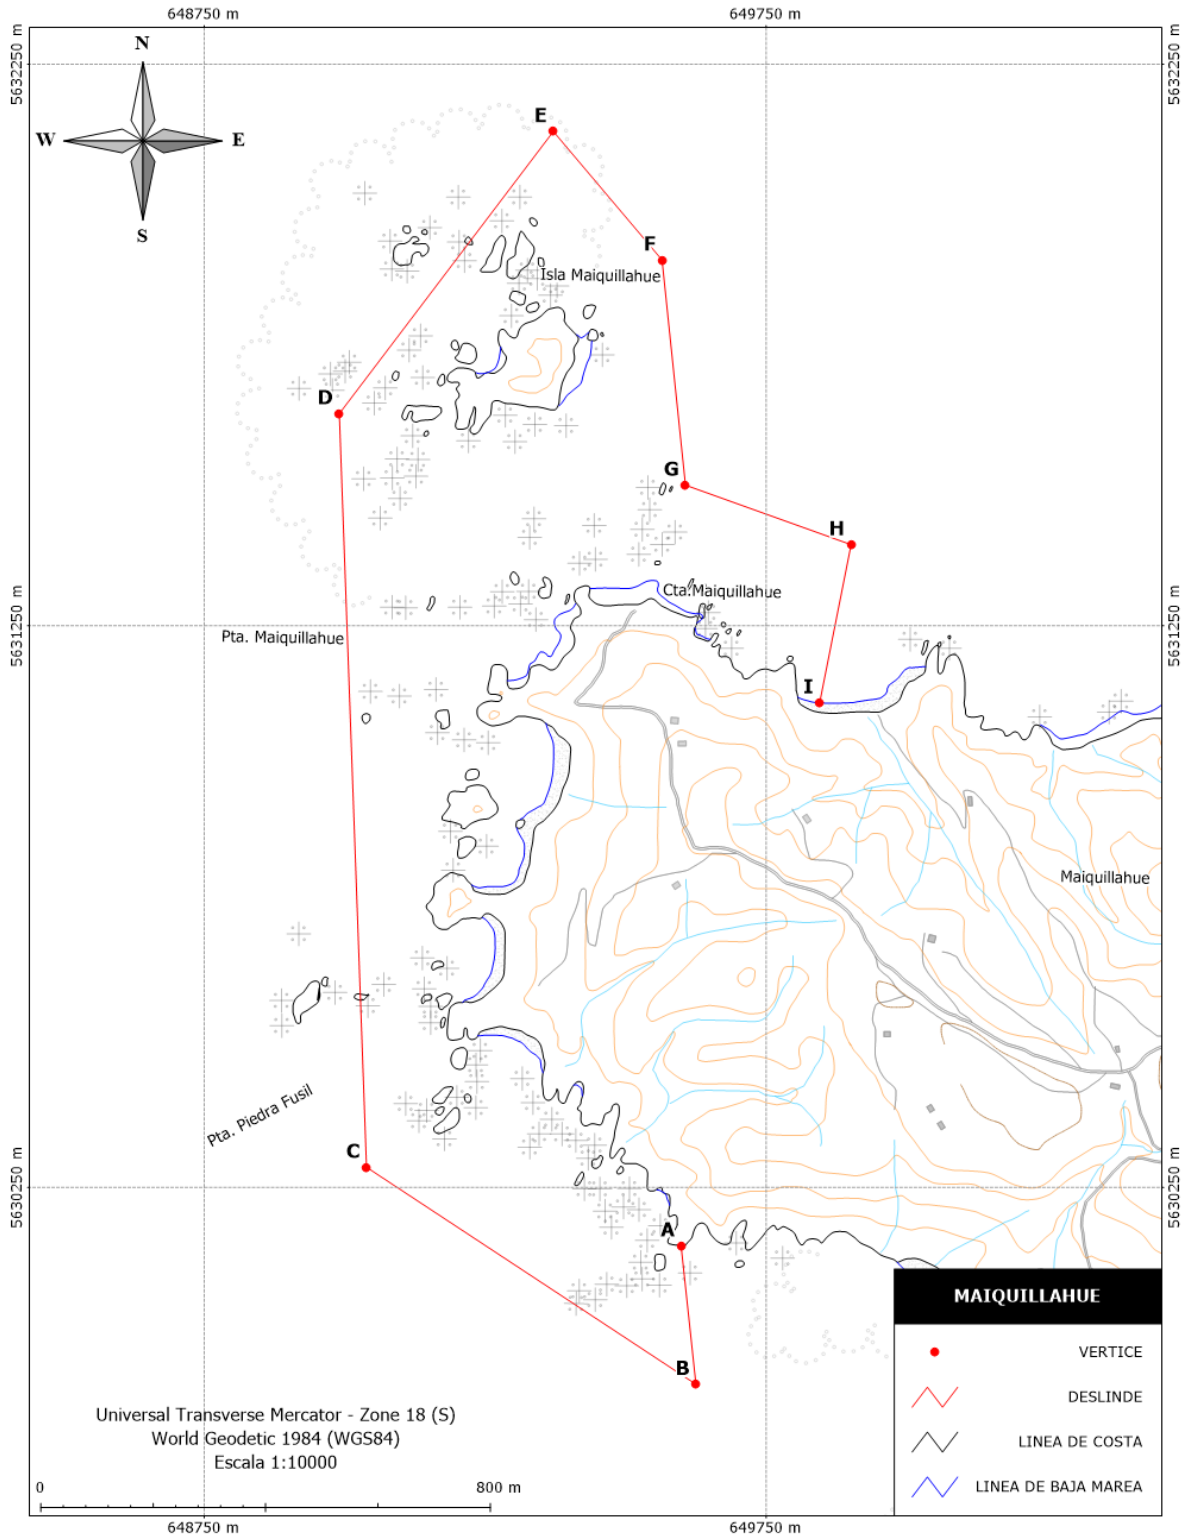 648750 m
649750 m
5632250 m
5632250 m
N
W
E
S
E
F
Isla Maiquillahue
D
G
H
Cta.Maiquillahue
5631250 m
Pta. Maiquillahue
5631250 m
I
Maiquillahue
Pta. Piedra Fusil
C
5630250 m
5630250 m
A
B
MAIQUILLAHUE
VERTICE
DESLINDE
LINEA DE COSTA
LINEA DE BAJA MAREA
Universal Transverse Mercator - Zone 18 (S)
World Geodetic 1984 (WGS84)
Escala 1:10000
0
800 m
648750 m
649750 m